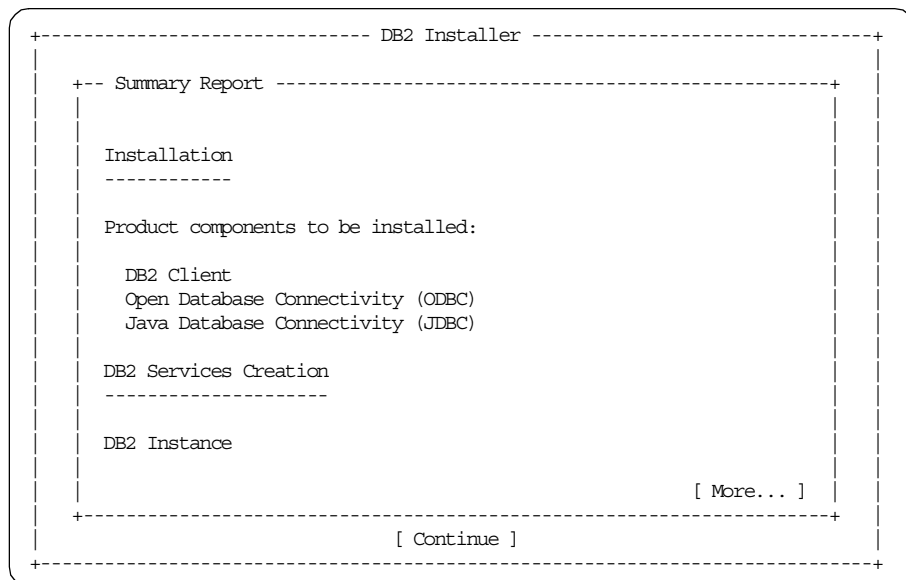 DB2 Installer
Summary Report
Installation
------------
Product components to be installed:
DB2 Client
Open Database Connectivity (ODBC)
Java Database Connectivity (JDBC)
DB2 Services Creation
---------------------
DB2 Instance
[ More... ]
[ Continue ]